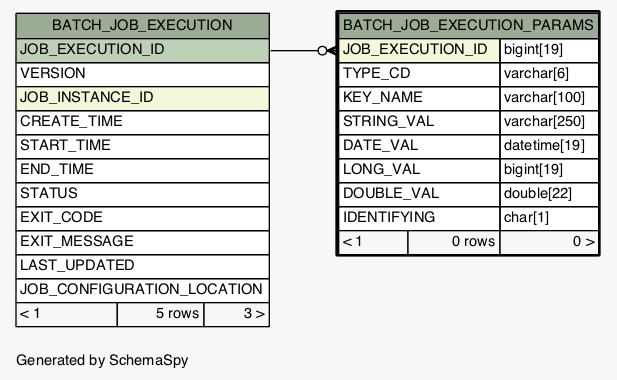 BATCH_JOB_EXECUTION
JOB_EXECUTION_ID
VERSION
JOB_INSTANCE_ID
CREATE_TIME
START_TIME
END_TIME
STATUS
EXIT_CODE
EXIT_MESSAGE
LAST_UPDATED
JOB_CONFIGURATION_LOCATION
< 1 5 rows 3 >
BATCH_JOB_EXECUTION_PARAMS
JOB_EXECUTION_ID bigint[19]
TYPE_CD varchar[6]
KEY_NAME varchar[100]
STRING_VAL varchar[250]
DATE_VAL datetime[19]
LONG_VAL bigint[19]
DOUBLE_VAL double[22]
IDENTIFYING char[1]
< 1 0 rows 0 >
Generated by SchemaSpy